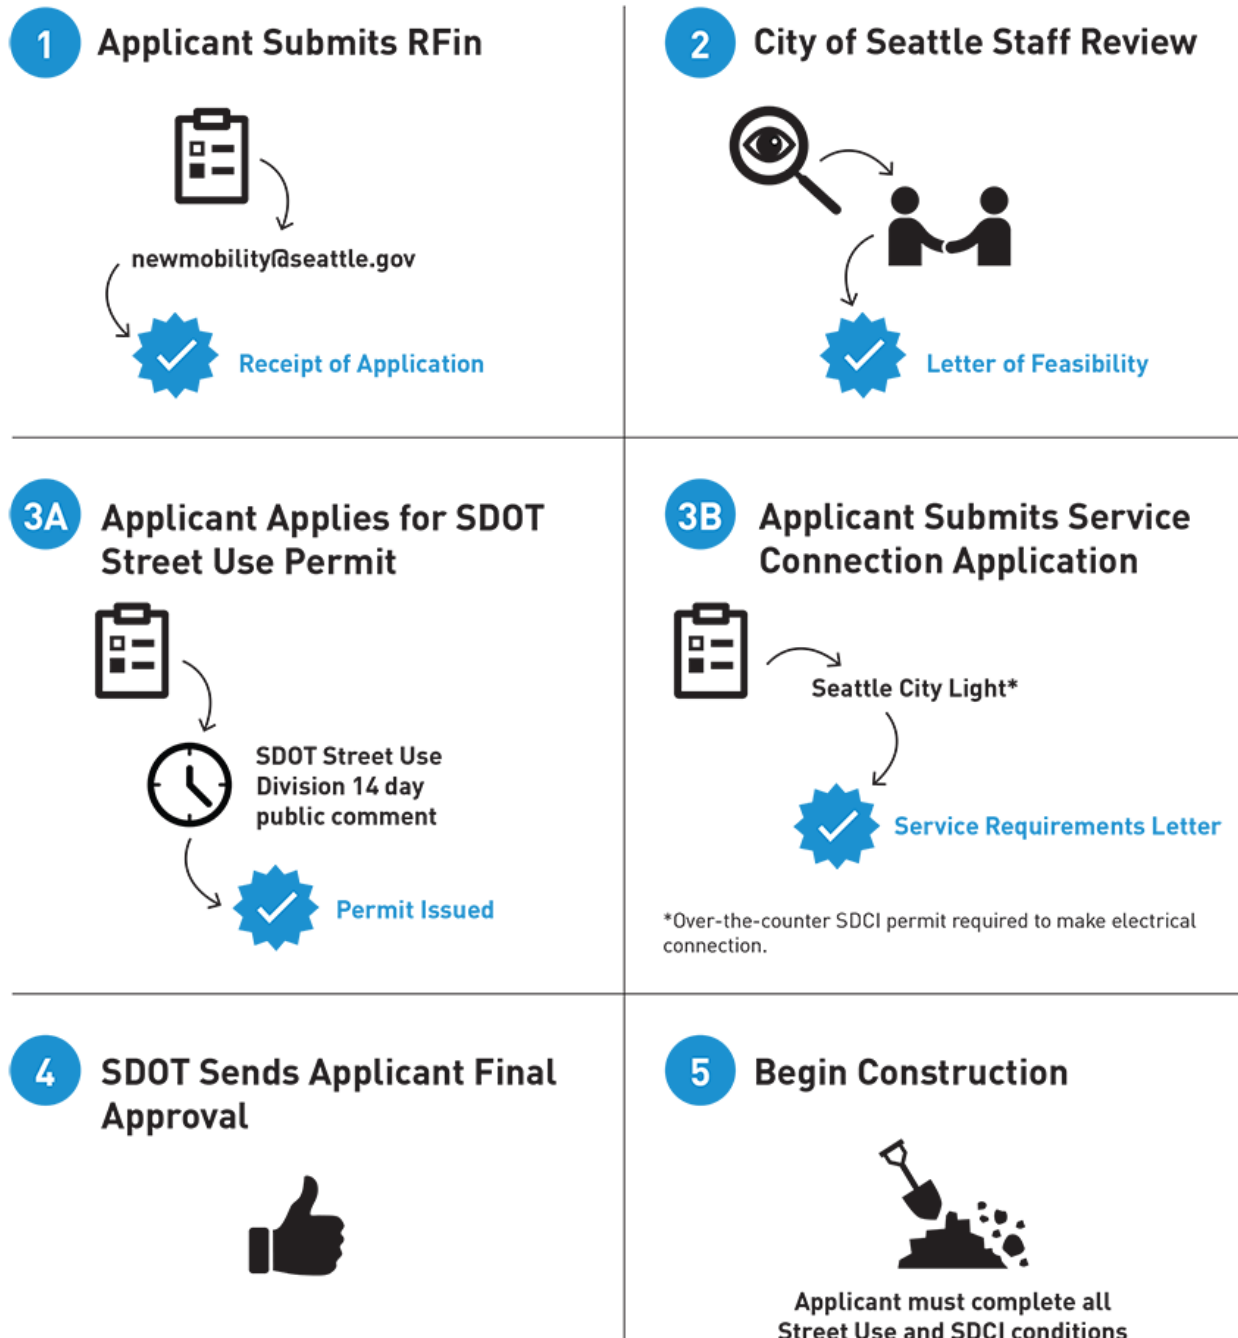 1 Applicant Submits RFin
newmobility@seattle.gov
Receipt of Application
2 City of Seattle Staff Review
Letter of Feasibility
3A Applicant Applies for SDOT
Street Use Permit
SDOT Street Use
Division 14 day
public comment
Permit Issued
3B Applicant Submits Service
Connection Application
Seattle City Light*
Service Requirements Letter
*Over-the-counter SDCI permit required to make electrical
connection.
4 SDOT Sends Applicant Final
Approval
5 Begin Construction
Applicant must complete all
Street Use and SDCI conditions